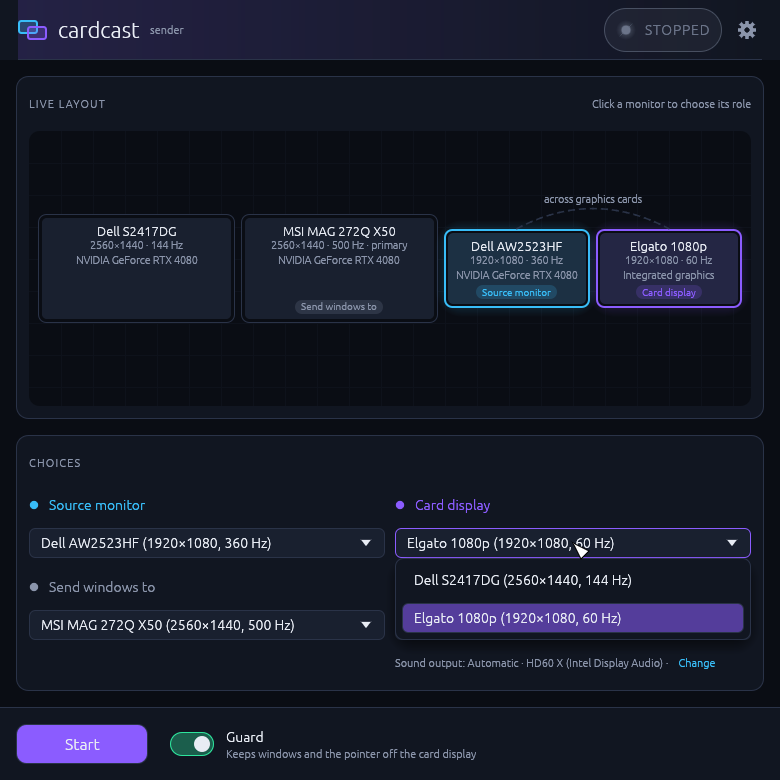 cardcast sender
STOPPED
LIVE LAYOUT
Click a monitor to choose its role
across graphics cards
Dell S2417DG
2560×1440 · 144 Hz
NVIDIA GeForce RTX 4080
MSI MAG 272Q X50
2560×1440 · 500 Hz · primary
NVIDIA GeForce RTX 4080
Send windows to
Dell AW2523HF
1920×1080 · 360 Hz
NVIDIA GeForce RTX 4080
Source monitor
Elgato 1080p
1920×1080 · 60 Hz
Integrated graphics
Card display
CHOICES
Source monitor
Dell AW2523HF (1920×1080, 360 Hz)
Send windows to
MSI MAG 272Q X50 (2560×1440, 500 Hz)
Card display
Elgato 1080p (1920×1080, 60 Hz)
Dell S2417DG (2560×1440, 144 Hz)
Elgato 1080p (1920×1080, 60 Hz)
Sound output: Automatic · HD60 X (Intel Display Audio) · Change
Start
Guard
Keeps windows and the pointer off the card display